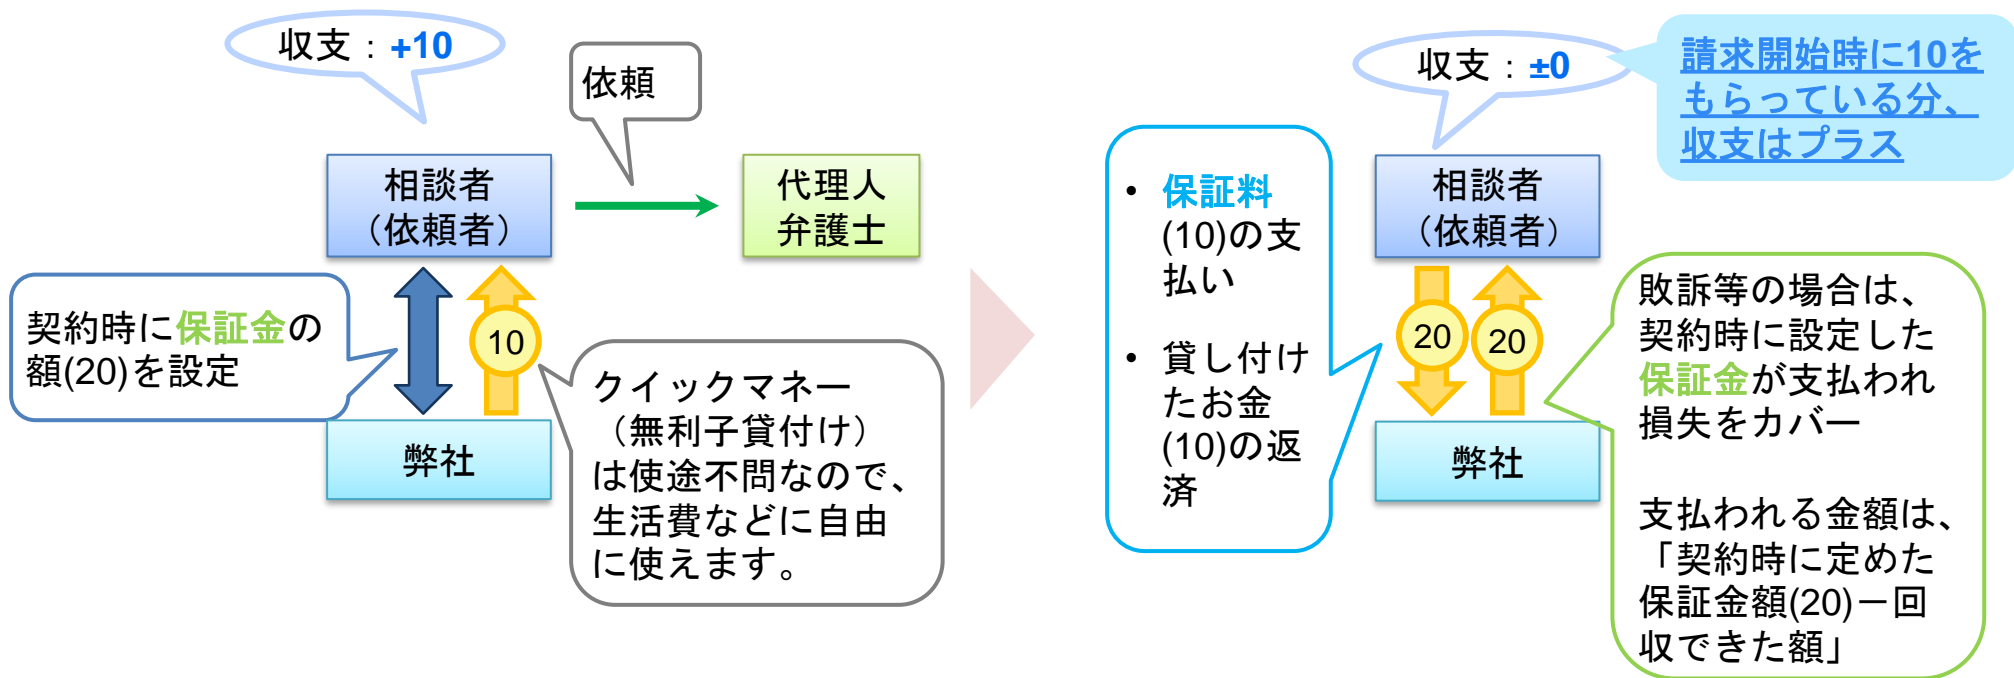 収支：+10
依頼
相談者
（依頼者）
代理人
弁護士
契約時に保証金の
額(20)を設定
10
クイックマネー
（無利子貸付け）
は使途不問なので、
生活費などに自由
に使えます。
弊社
収支：±0
請求開始時に10を
もらっている分、
収支はプラス
• 保証料
(10)の支
払い
• 貸し付け
たお金
(10)の返
済
相談者
（依頼者）
20
20
弊社
敗訴等の場合は、
契約時に設定した
保証金が支払われ
損失をカバー
支払われる金額は、
「契約時に定めた
保証金額(20)－回
収できた額」